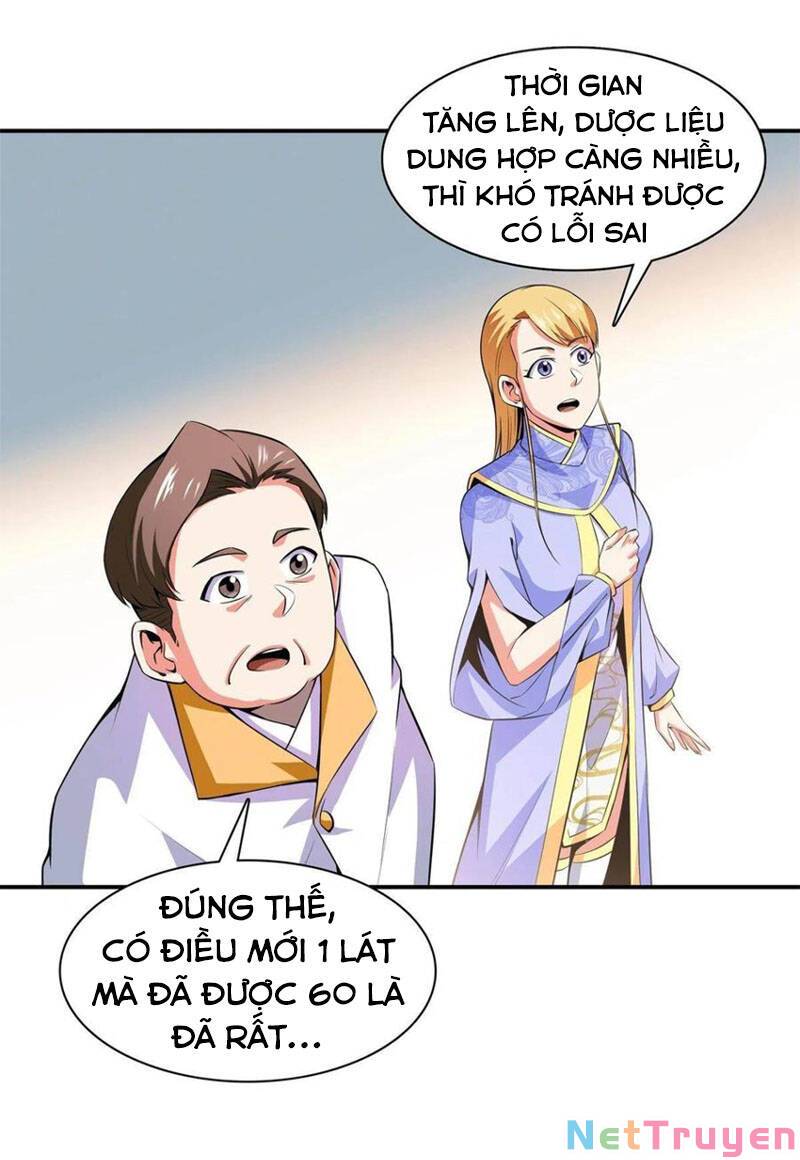 THỜI GIAN
TĂNG LÊN, DƯỢC LIỆU
DUNG HỢP CÀNG NHIỀU,
THÌ KHÓ TRÁNH ĐƯỢC
CÓ LỖI SAI
ĐÚNG THẾ,
CÓ ĐIỀU MỚI 1 LÁT
MÀ ĐÃ ĐƯỢC 60 LÀ
ĐÃ RẤT...
NETTRUYEN